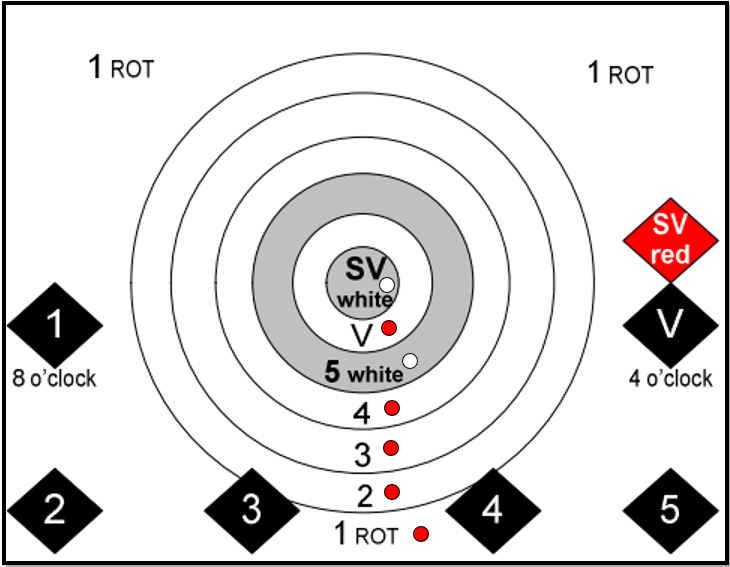 1 ROT
1 ROT
SV
red
SV
white
1
V
V
8 o'clock
5 white
4 o'clock
4
3
2
2
3
4
5
1 ROT